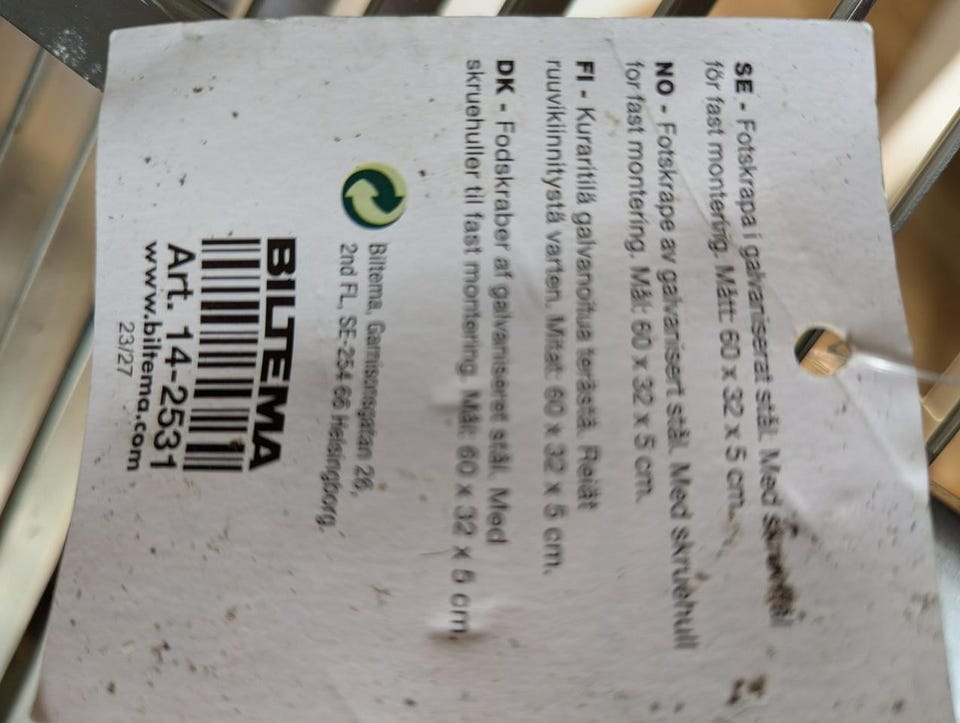 SE - Fotskrapa i galvaniserat stål. Med skruvhål
för fast montering. Mått: 60 x 32 x 5 cm.
NO - Fotskrape av galvanisert stål. Med skruehull
for fast montering. Mål: 60 x 32 x 5 cm.
FI - Kuraritilä galvanoitua terästä. Reiät
ruuvikiinnitystä varten. Mitat: 60 x 32 x 5 cm.
DK - Fodskraber af galvaniseret stål. Med
skruehuller til fast montering. Mål: 60 x 32 x 5 cm.
Biltema, Garnisonsgatan 26,
2nd FL, SE-254 66 Helsingborg.
BILTEMA
Art. 14-2531
www.biltema.com
23/27